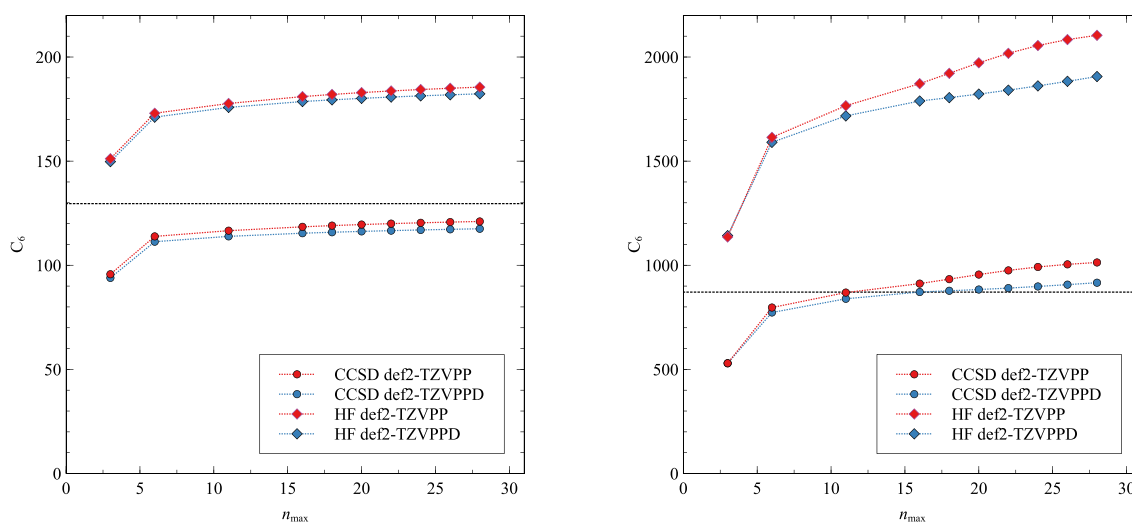 200
150
C6
100
50
0
CCSD def2-TZVPP
CCSD def2-TZVPPD
HF def2-TZVPP
HF def2-TZVPPD
0 5 10 15 20 25 30
nmax
2000
1500
C6
1000
500
0
CCSD def2-TZVPP
CCSD def2-TZVPPD
HF def2-TZVPP
HF def2-TZVPPD
0 5 10 15 20 25 30
nmax